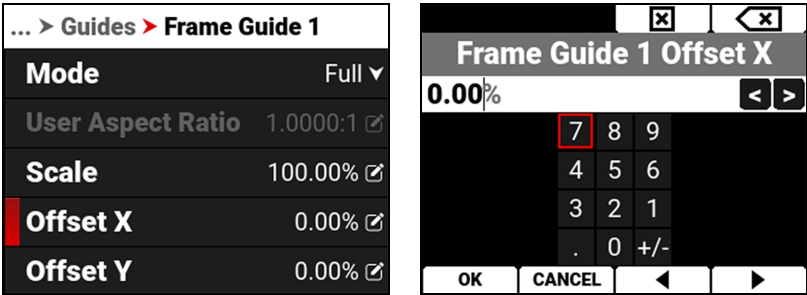 ... > Guides > Frame Guide 1
Mode Full
User Aspect Ratio 1.0000:1
Scale 100.00%
Offset X 0.00%
Offset Y 0.00%
Frame Guide 1 Offset X
0.00%
< >
7 8 9
4 5 6
3 2 1
. 0 +/-
OK CANCEL